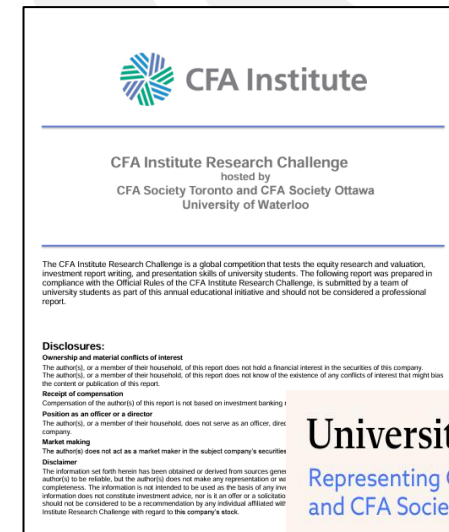 CFA Institute
CFA Institute Research Challenge
hosted by
CFA Society Toronto and CFA Society Ottawa
University of Waterloo
The CFA Institute Research Challenge is a global competition that tests the equity research and valuation,
investment report writing, and presentation skills of university students. The following report was prepared in
compliance with the Official Rules of the CFA Institute Research Challenge, is submitted by a team of
university students as part of this annual educational initiative and should not be considered a professional
report.
Disclosures:
Ownership and material conflicts of interest
The author(s), or a member of their household, of this report does not hold a financial interest in the securities of this company.
The author(s), or a member of their household, of this report does not know of the existence of any conflicts of interest that might bias
the content or publication of this report.
Receipt of compensation
Compensation of the author(s) of this report is not based on investment banking
Position as an officer or a director
The author(s), or a member of their household, does not serve as an officer,
company.
Market making
The author(s) does not act as a market maker in the subject company's securities
Disclaimer
The information set forth herein has been obtained or derived from sources
author(s) to be reliable, but the author(s) does not make any representation or
completeness. The information is not intended to be used as the basis of any
information does not constitute investment advice, nor is it an offer or a
should not be considered to be a recommendation by any individual affiliated
Institute Research Challenge with regard to this company's stock.
Universit
Representing
and CFA Socie